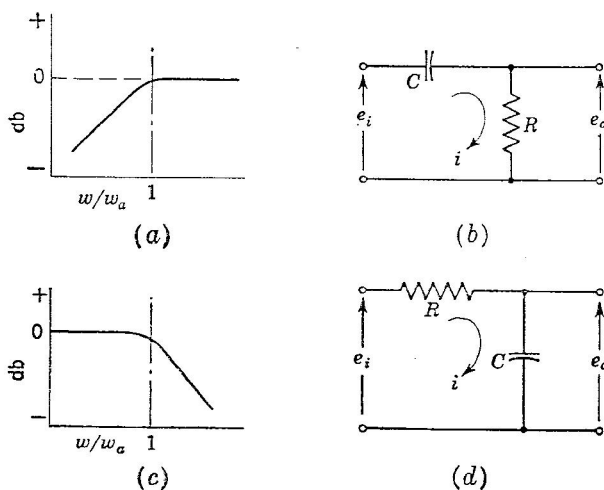 +
0
db
−
w/w_a
1
(a)
C
e_i
R
i
e_o
(b)
+
0
db
−
w/w_a
1
(c)
R
e_i
C
i
e_o
(d)